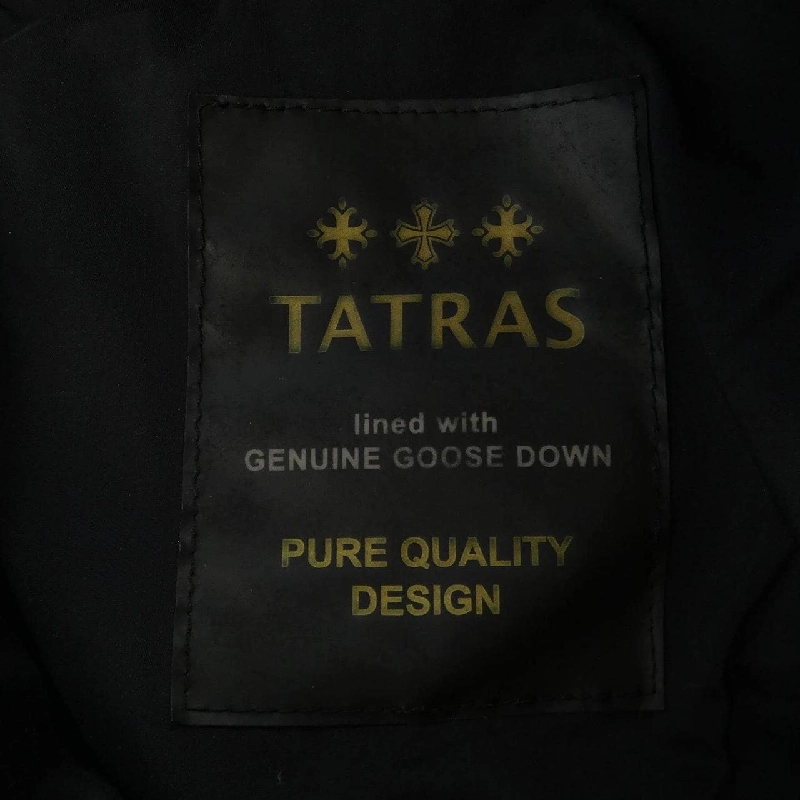 TATRAS
lined with
GENUINE GOOSE DOWN
PURE QUALITY
DESIGN